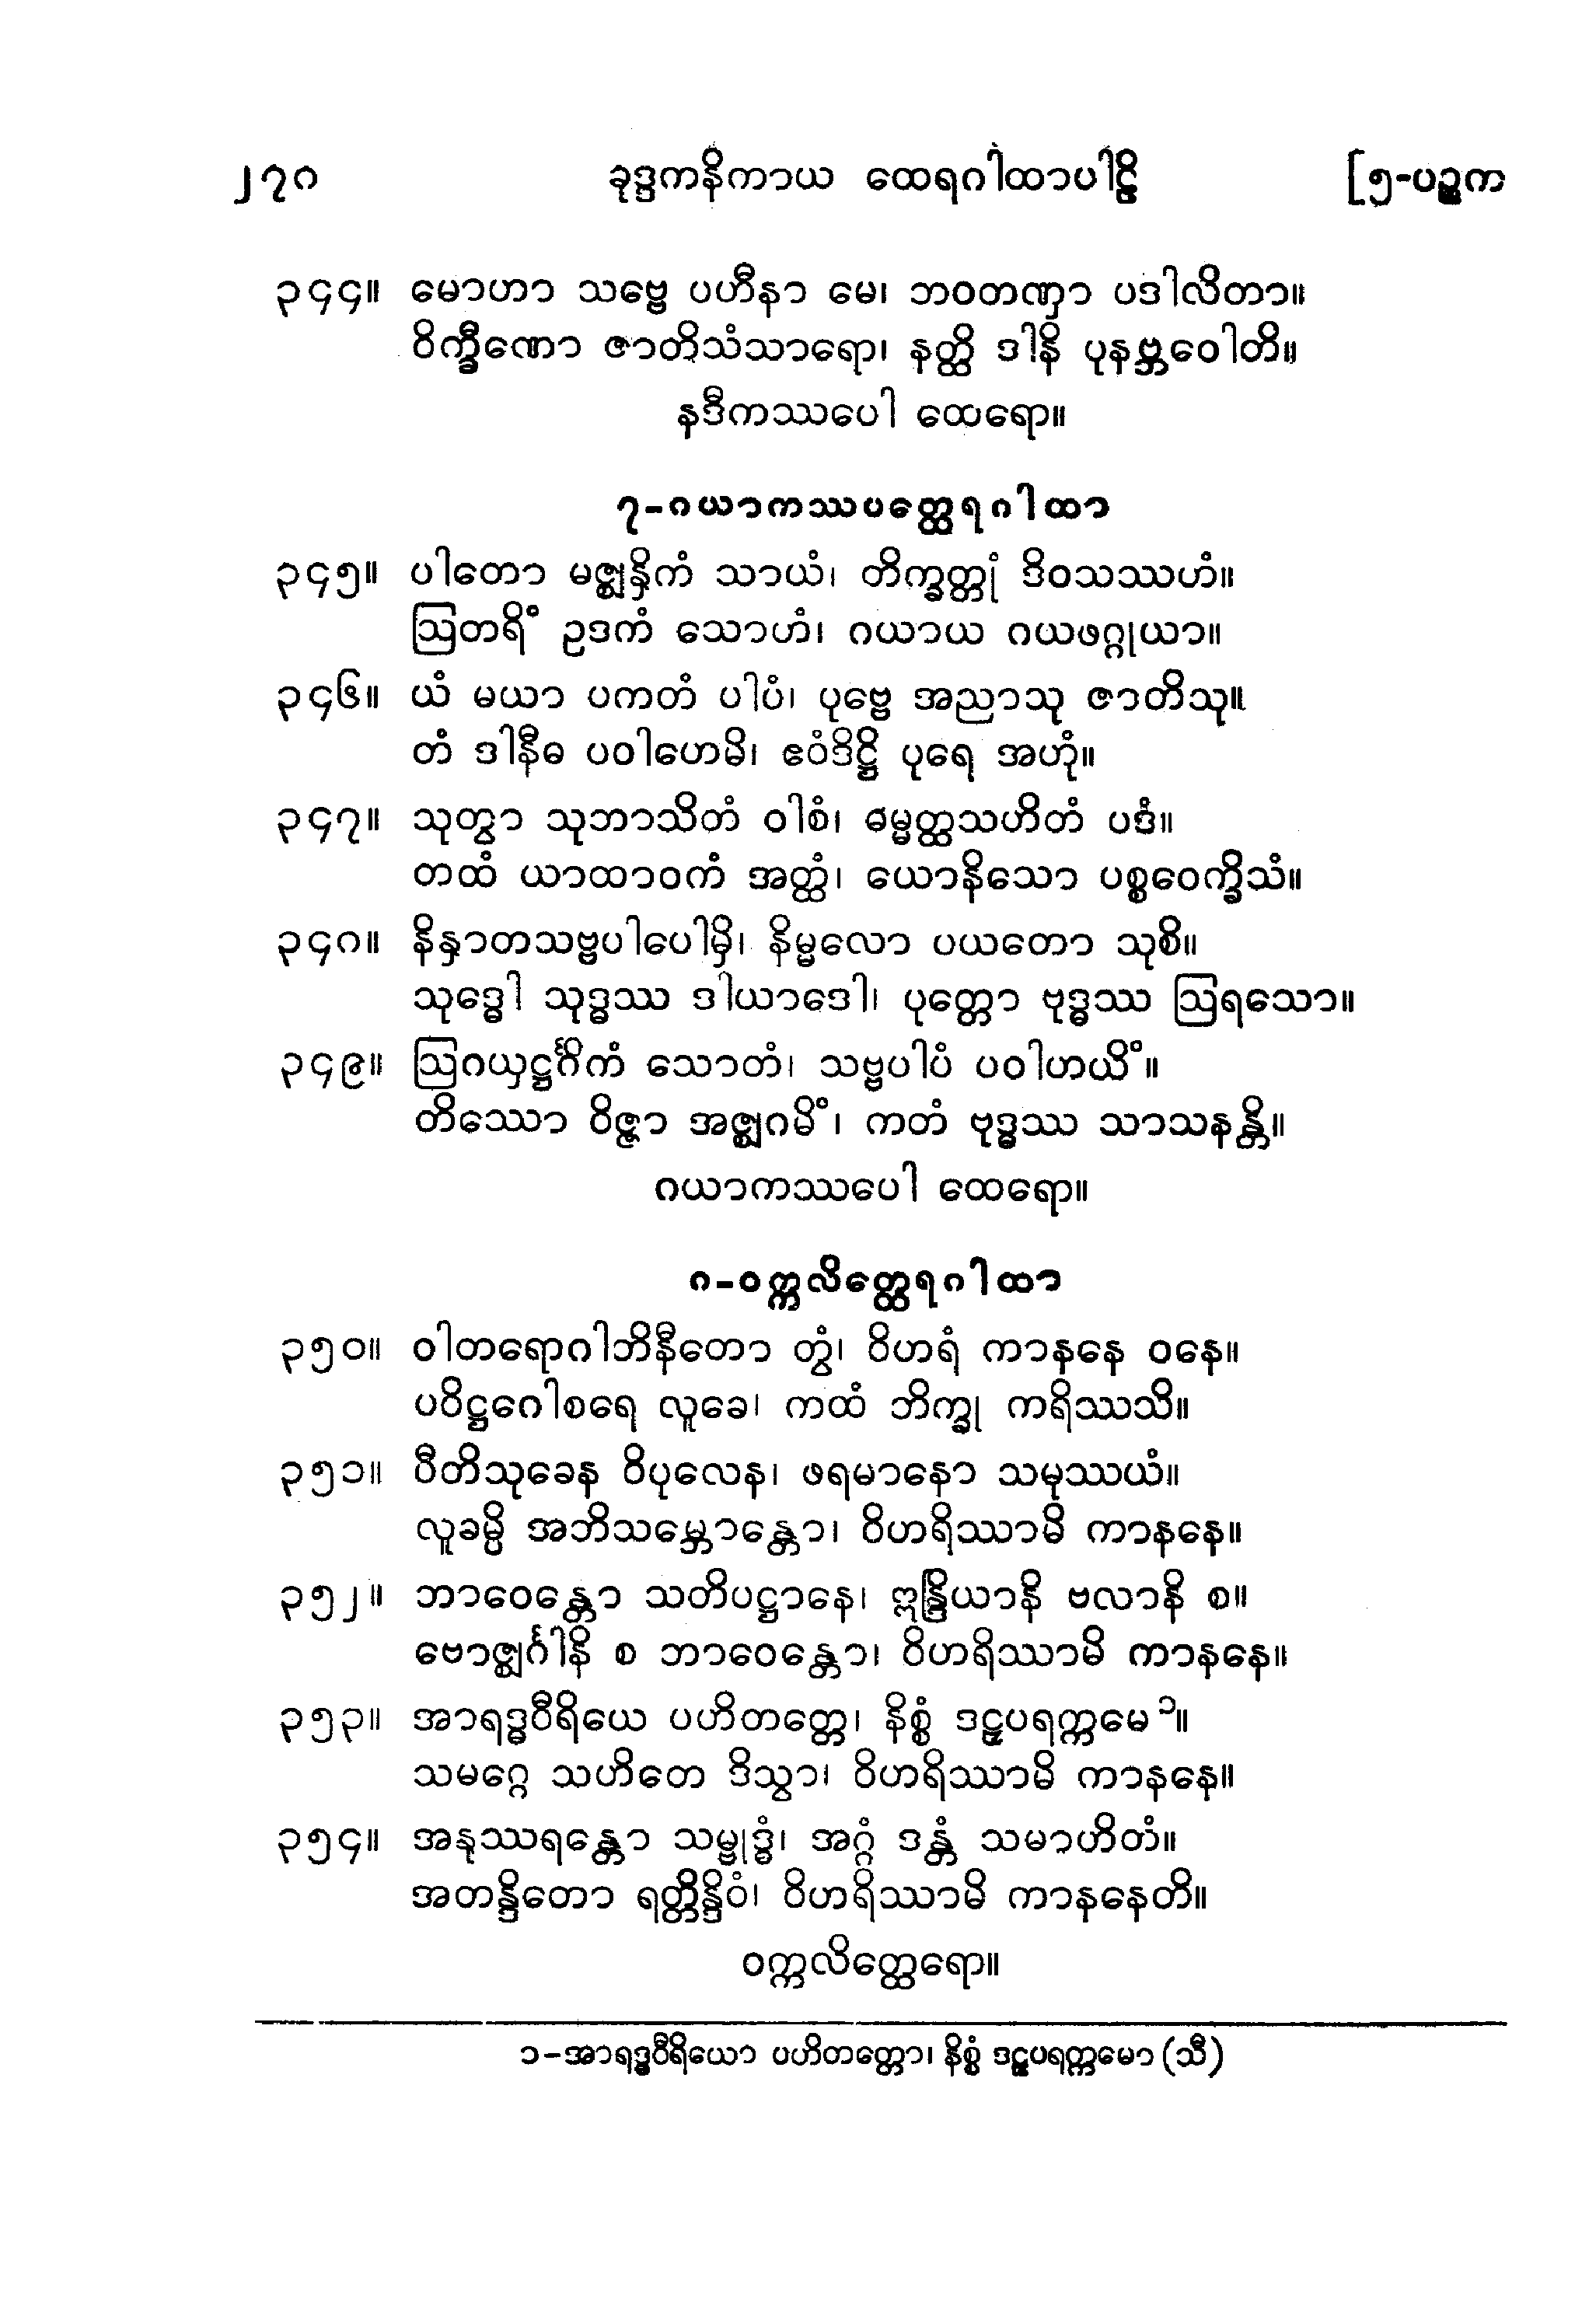 ၂၇၈ ခုဒ္ဒကနိကာယ ထေရဂါထာပါဠိ [၅-ပဉ္စက
၃၄၄။ မောဟာ သဗ္ဗေ ပဟီနာ မေ၊ ဘဝတဏှာ ပဒါလိတာ။
ဝိက္ခီဏော ဇာတိသံသာရော၊ နတ္ထိ ဒါနိ ပုနဗ္ဘဝေါတိ။
နဒီကဿပေါ ထေရော။
၇-ဂယာကဿပတ္ထေရဂါထာ
၃၄၅။ ပါတော မဇ္ဈနှိကံ သာယံ၊ တိက္ခတ္တုံ ဒိဝသဿဟံ။
ဩတရိံ ဥဒကံ သောဟံ၊ ဂယာယ ဂယဖဂ္ဂုယာ။
၃၄၆။ ယံ မယာ ပကတံ ပါပံ၊ ပုဗ္ဗေ အညာသု ဇာတိသု။
တံ ဒါနီဓ ပဝါဟေမိ၊ ဧဝံဒိဋ္ဌိ ပုရေ အဟုံ။
၃၄၇။ သုတွာ သုဘာသိတံ ဝါစံ၊ ဓမ္မတ္ထသဟိတံ ပဒံ။
တထံ ယာထာဝကံ အတ္ထံ၊ ယောနိသော ပစ္စဝေက္ခိသံ။
၃၄၈။ နိနှာတသဗ္ဗပါပေါမှိ၊ နိမ္မလော ပယတော သုစိ။
သုဒ္ဓေါ သုဒ္ဓဿ ဒါယာဒေါ၊ ပုတ္တော ဗုဒ္ဓဿ ဩရသော။
၃၄၉။ ဩဂယှဋ္ဌင်္ဂိကံ သောတံ၊ သဗ္ဗပါပံ ပဝါဟယိံ။
တိဿော ဝိဇ္ဇာ အဇ္ဈဂမိံ၊ ကတံ ဗုဒ္ဓဿ သာသနန္တိ။
ဂယာကဿပေါ ထေရော။
၈-ဝက္ကလိတ္ထေရဂါထာ
၃၅၀။ ဝါတရောဂါဘိနီတော တွံ၊ ဝိဟရံ ကာနနေ ဝနေ။
ပဝိဋ္ဌဂေါစရေ လူခေ၊ ကထံ ဘိက္ခု ကရိဿသိ။
၃၅၁။ ပီတိသုခေန ဝိပုလေန၊ ဖရမာနော သမုဿယံ။
လူခမ္ပိ အဘိသမ္ဘောန္တော၊ ဝိဟရိဿာမိ ကာနနေ။
၃၅၂။ ဘာဝေန္တော သတိပဋ္ဌာနေ၊ ဣန္ဒြိယာနိ ဗလာနိ စ။
ဗောဇ္ဈင်္ဂါနိ စ ဘာဝေန္တော၊ ဝိဟရိဿာမိ ကာနနေ။
၃၅၃။ အာရဒ္ဓဝီရိယေ ပဟိတတ္တေ၊ နိစ္စံ ဒဠှပရက္ကမေ ၁။
သမဂ္ဂေ သဟိတေ ဒိသွာ၊ ဝိဟရိဿာမိ ကာနနေ။
၃၅၄။ အနုဿရန္တော သမ္ဗုဒ္ဓံ၊ အဂ္ဂံ ဒန္တံ သမာဟိတံ။
အတန္ဒိတော ရတ္တိန္ဒိဝံ၊ ဝိဟရိဿာမိ ကာနနေတိ။
ဝက္ကလိတ္ထေရော။
၁-အာရဒ္ဓဝီရိယော ပဟိတတ္တော၊ နိစ္စံ ဒဠှပရက္ကမော (သီ)